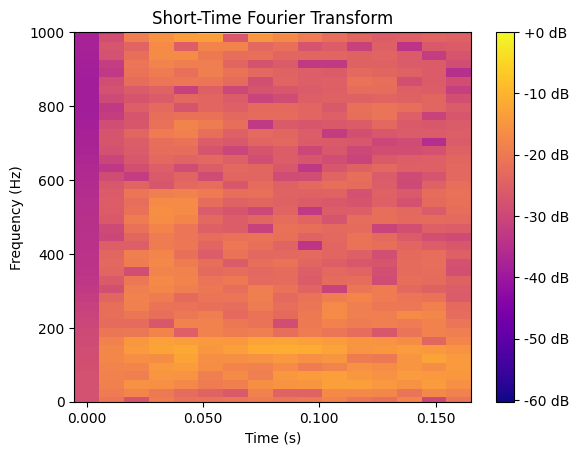 Short-Time Fourier Transform
1000
800
600
400
200
0
Frequency (Hz)
0.000
0.050
0.100
0.150
Time (s)
+0 dB
-10 dB
-20 dB
-30 dB
-40 dB
-50 dB
-60 dB